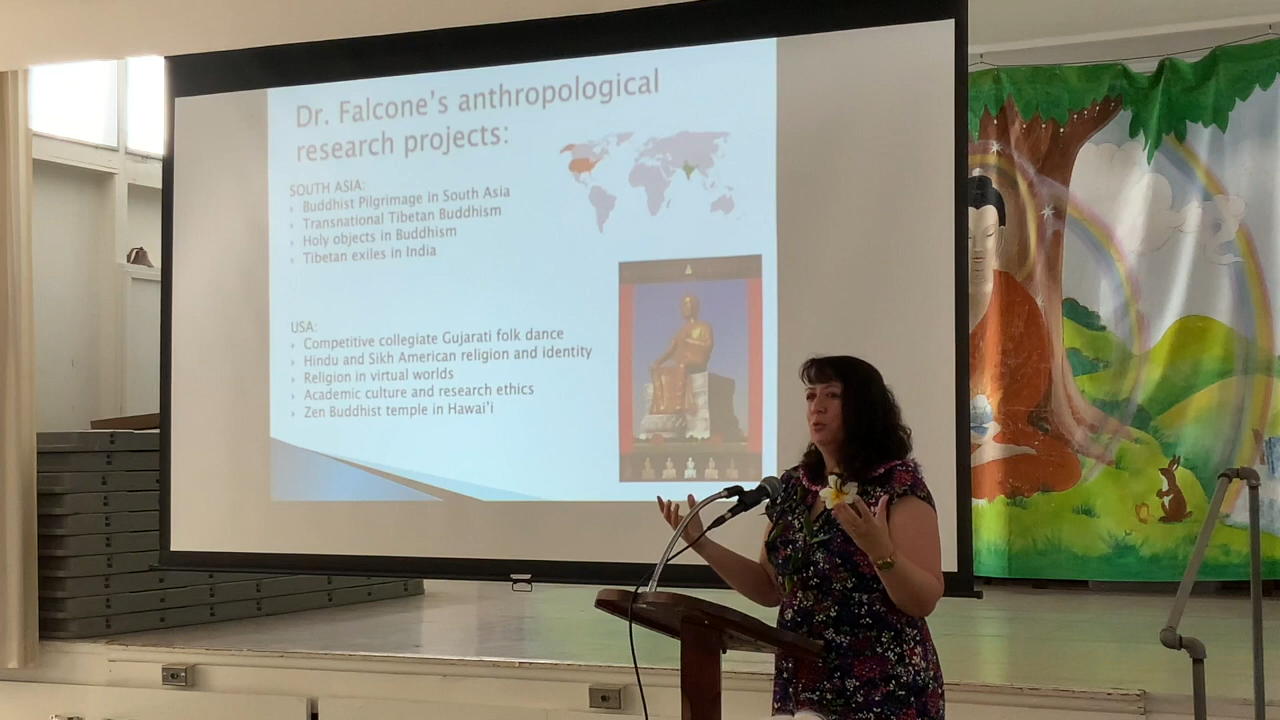 Dr. Falcone's anthropological
research projects:
SOUTH ASIA:
Buddhist Pilgrimage in South Asia
Transnational Tibetan Buddhism
Holy objects in Buddhism
Tibetan exiles in India
USA:
Competitive collegiate Gujarati folk dance
Hindu and Sikh American religion and identity
Religion in virtual worlds
Academic culture and research ethics
Zen Buddhist temple in Hawai'i